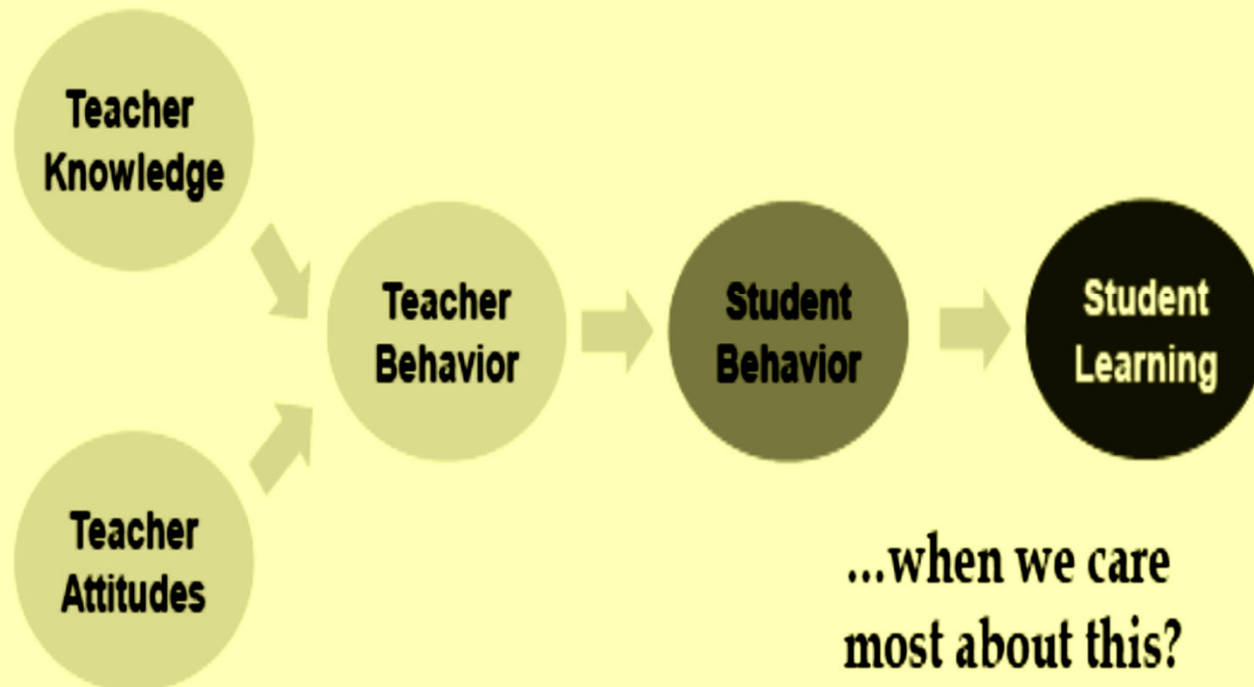 Teacher
Knowledge
Teacher
Attitudes
Teacher
Behavior
Student
Behavior
Student
Learning
...when we care
most about this?